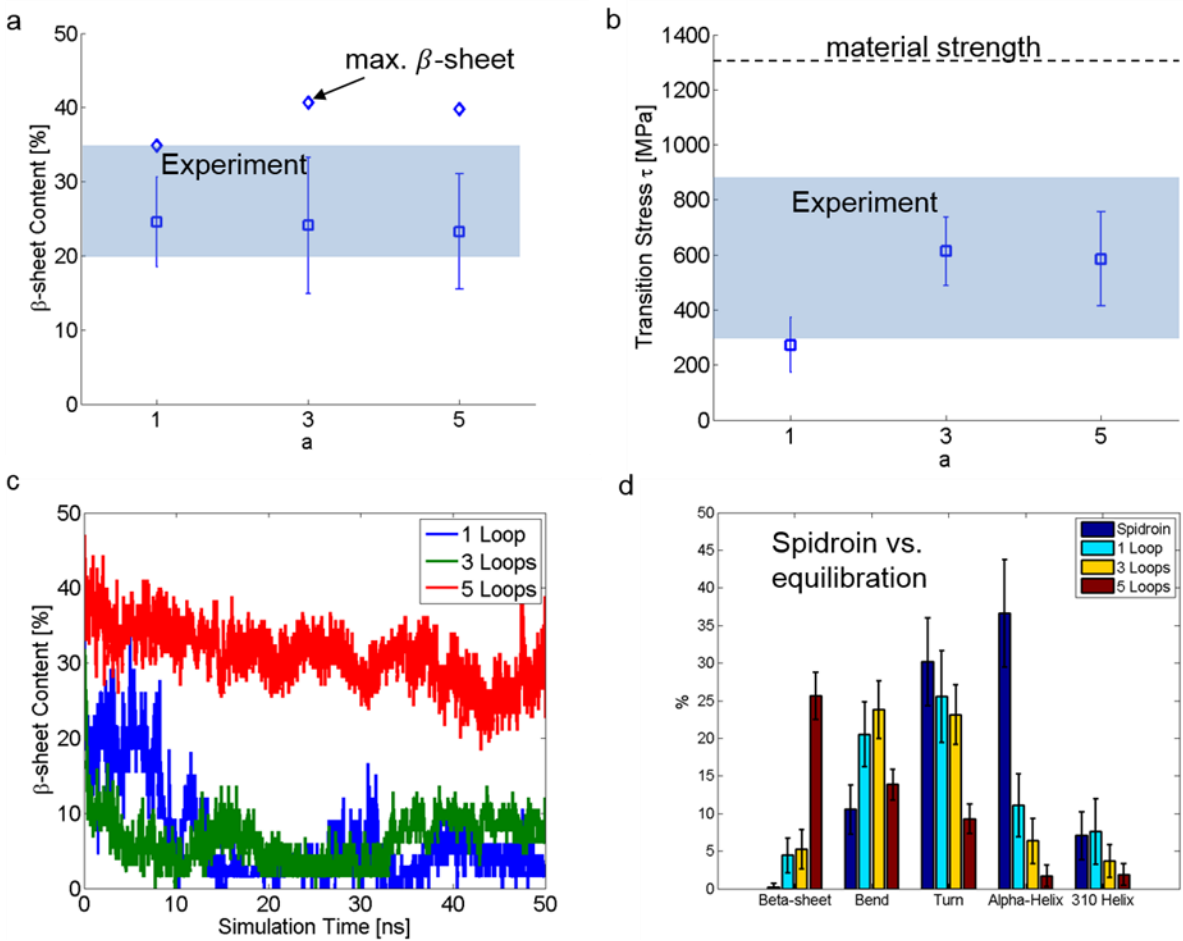 a
50
40
30
20
10
0
β-sheet Content [%]
max. β-sheet
Experiment
1 3 5
a
b
1400
1200
1000
800
600
400
200
0
Transition Stress τ [MPa]
material strength
Experiment
1 3 5
a
c
50
40
30
20
10
0
β-sheet Content [%]
1 Loop
3 Loops
5 Loops
0 10 20 30 40 50
Simulation Time [ns]
d
50
45
40
35
30
25
20
15
10
5
0
%
Spidroin vs.
equilibration
Spidroin
1 Loop
3 Loops
5 Loops
Beta-sheet Bend Turn Alpha-Helix 310 Helix